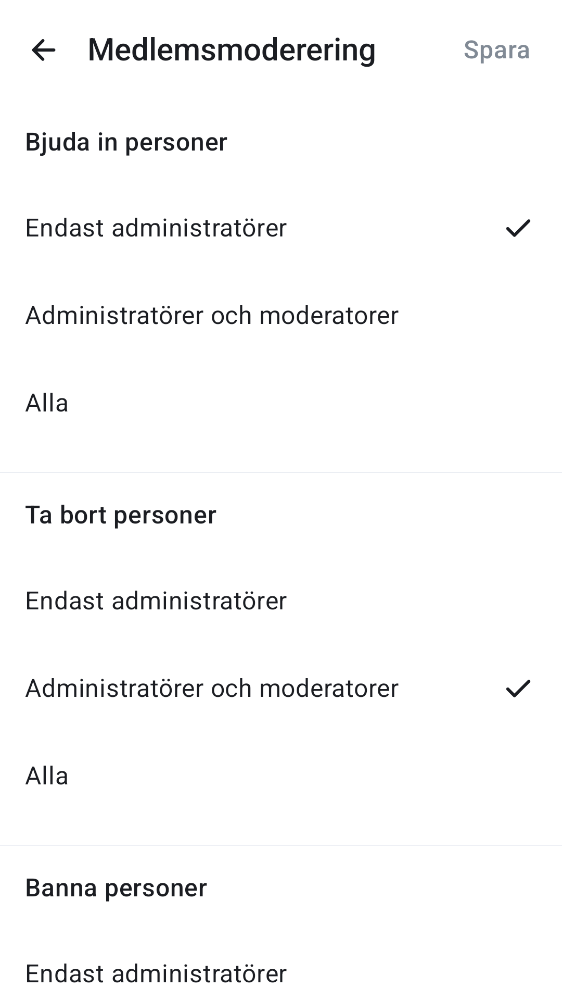 Medlemsmoderering
Spara
Bjuda in personer
Endast administratörer
Administratörer och moderatorer
Alla
Ta bort personer
Endast administratörer
Administratörer och moderatorer
Alla
Banna personer
Endast administratörer